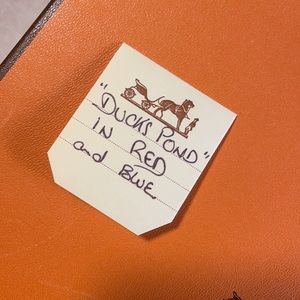 "DUCKS POND"
IN RED
and BLUE